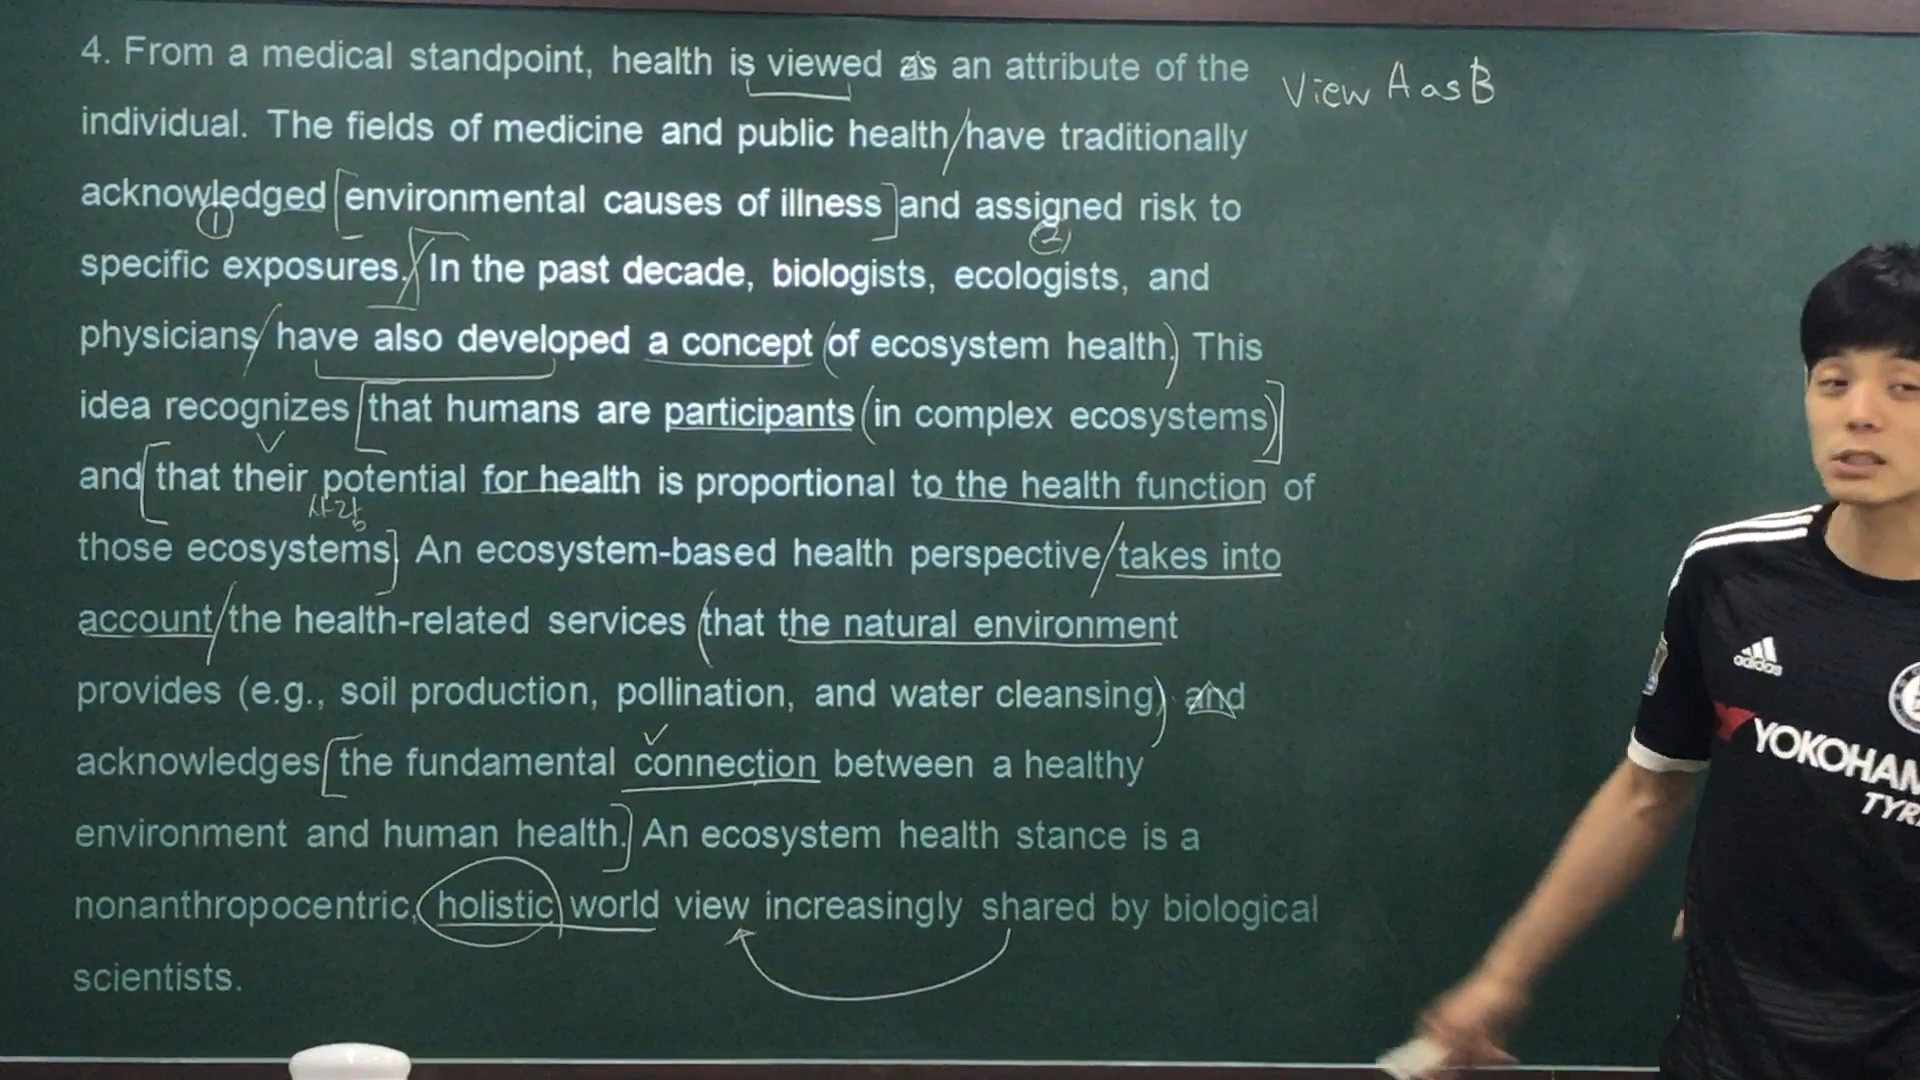 4. From a medical standpoint, health is viewed as an attribute of the
View A as B
individual. The fields of medicine and public health have traditionally
acknowledged environmental causes of illness and assigned risk to
① ②
specific exposures. In the past decade, biologists, ecologists, and
physicians have also developed a concept of ecosystem health. This
idea recognizes that humans are participants in complex ecosystems
and that their potential for health is proportional to the health function of
사람
those ecosystems. An ecosystem-based health perspective takes into
account the health-related services that the natural environment
provides (e.g., soil production, pollination, and water cleansing) and
acknowledges the fundamental connection between a healthy
environment and human health. An ecosystem health stance is a
nonanthropocentric, holistic world view increasingly shared by biological
scientists.
adidas
YOKOHAM
TYR